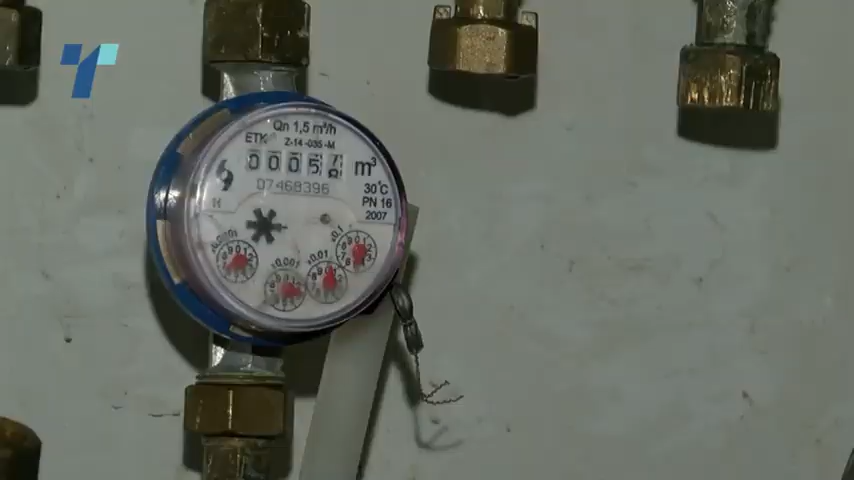 Qn 1,5 m³/h
ETK Z-14-035-M
0005 m³
07468396
30°C
H PN 16
2007
x0,1
x0,01
x0,001
x0,0001